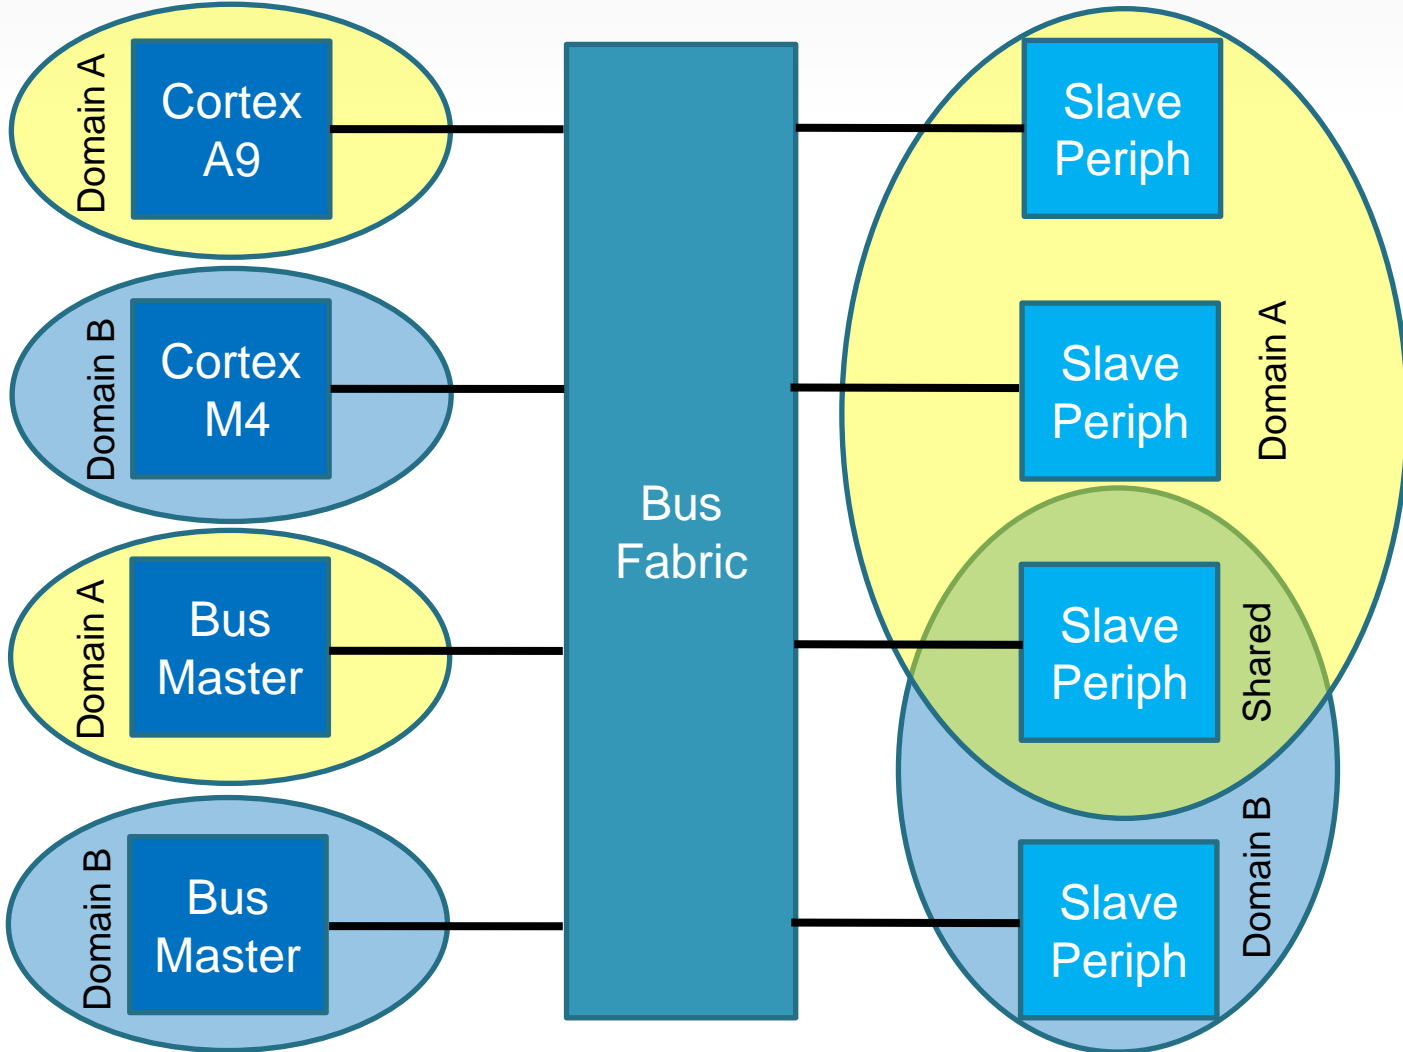 Domain A
Cortex
A9
Domain B
Cortex
M4
Domain A
Bus
Master
Domain B
Bus
Master
Bus
Fabric
Slave
Periph
Slave
Periph
Domain A
Slave
Periph
Shared
Slave
Periph
Domain B